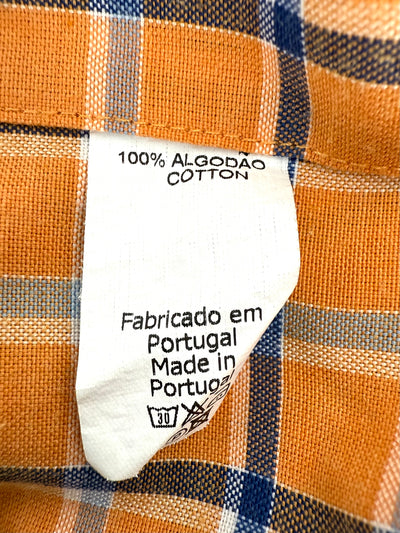 100% ALGODÃO
COTTON
Fabricado em
Portugal
Made in
Portugal
30